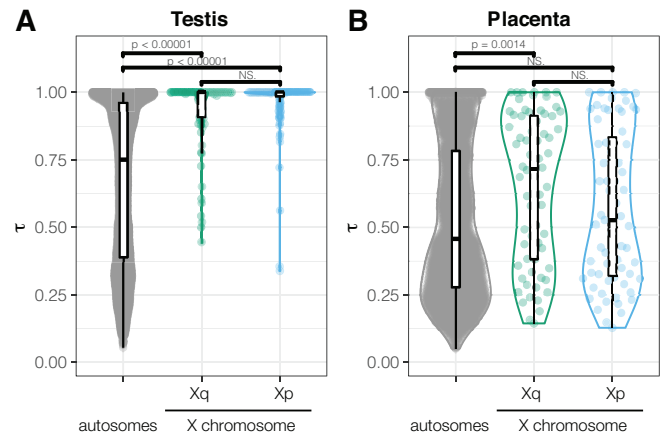 A
Testis
p < 0.00001
p < 0.00001
NS.
1.00
0.75
0.50
0.25
0.00
τ
Xq
Xp
autosomes
X chromosome
B
Placenta
p = 0.0014
NS.
NS.
1.00
0.75
0.50
0.25
0.00
τ
Xq
Xp
autosomes
X chromosome